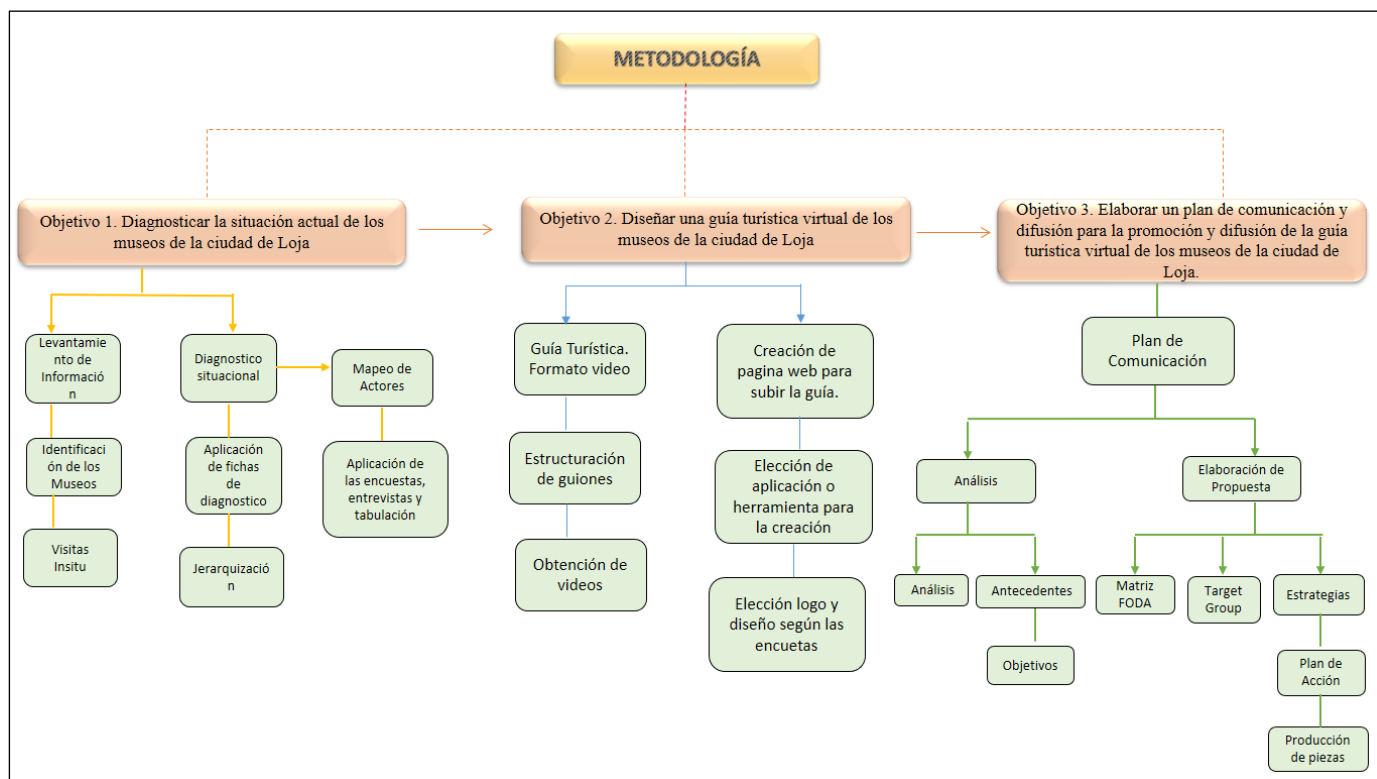 METODOLOGÍA
Objetivo 1. Diagnosticar la situación actual de los
museos de la ciudad de Loja
Objetivo 2. Diseñar una guía turística virtual de los
museos de la ciudad de Loja
Objetivo 3. Elaborar un plan de comunicación y
difusión para la promoción y difusión de la guía
turística virtual de los museos de la ciudad de
Loja.
Levantamie
nto de
Informació
n
Identificaci
ón de los
Museos
Visitas
Insitu
Diagnostico
situacional
Aplicación
de fichas
de
diagnostico
Jerarquizació
n
Mapeo de
Actores
Aplicación de
las encuestas,
entrevistas y
tabulación
Guía Turística.
Formato video
Estructuración
de guiones
Obtención de
videos
Creación de
pagina web para
subir la guía.
Elección de
aplicación o
herramienta para
la creación
Elección logo y
diseño según las
encuetas
Plan de
Comunicación
Análisis
Análisis
Antecedentes
Objetivos
Elaboración de
Propuesta
Matriz
FODA
Target
Group
Estrategias
Plan de
Acción
Producción
de piezas